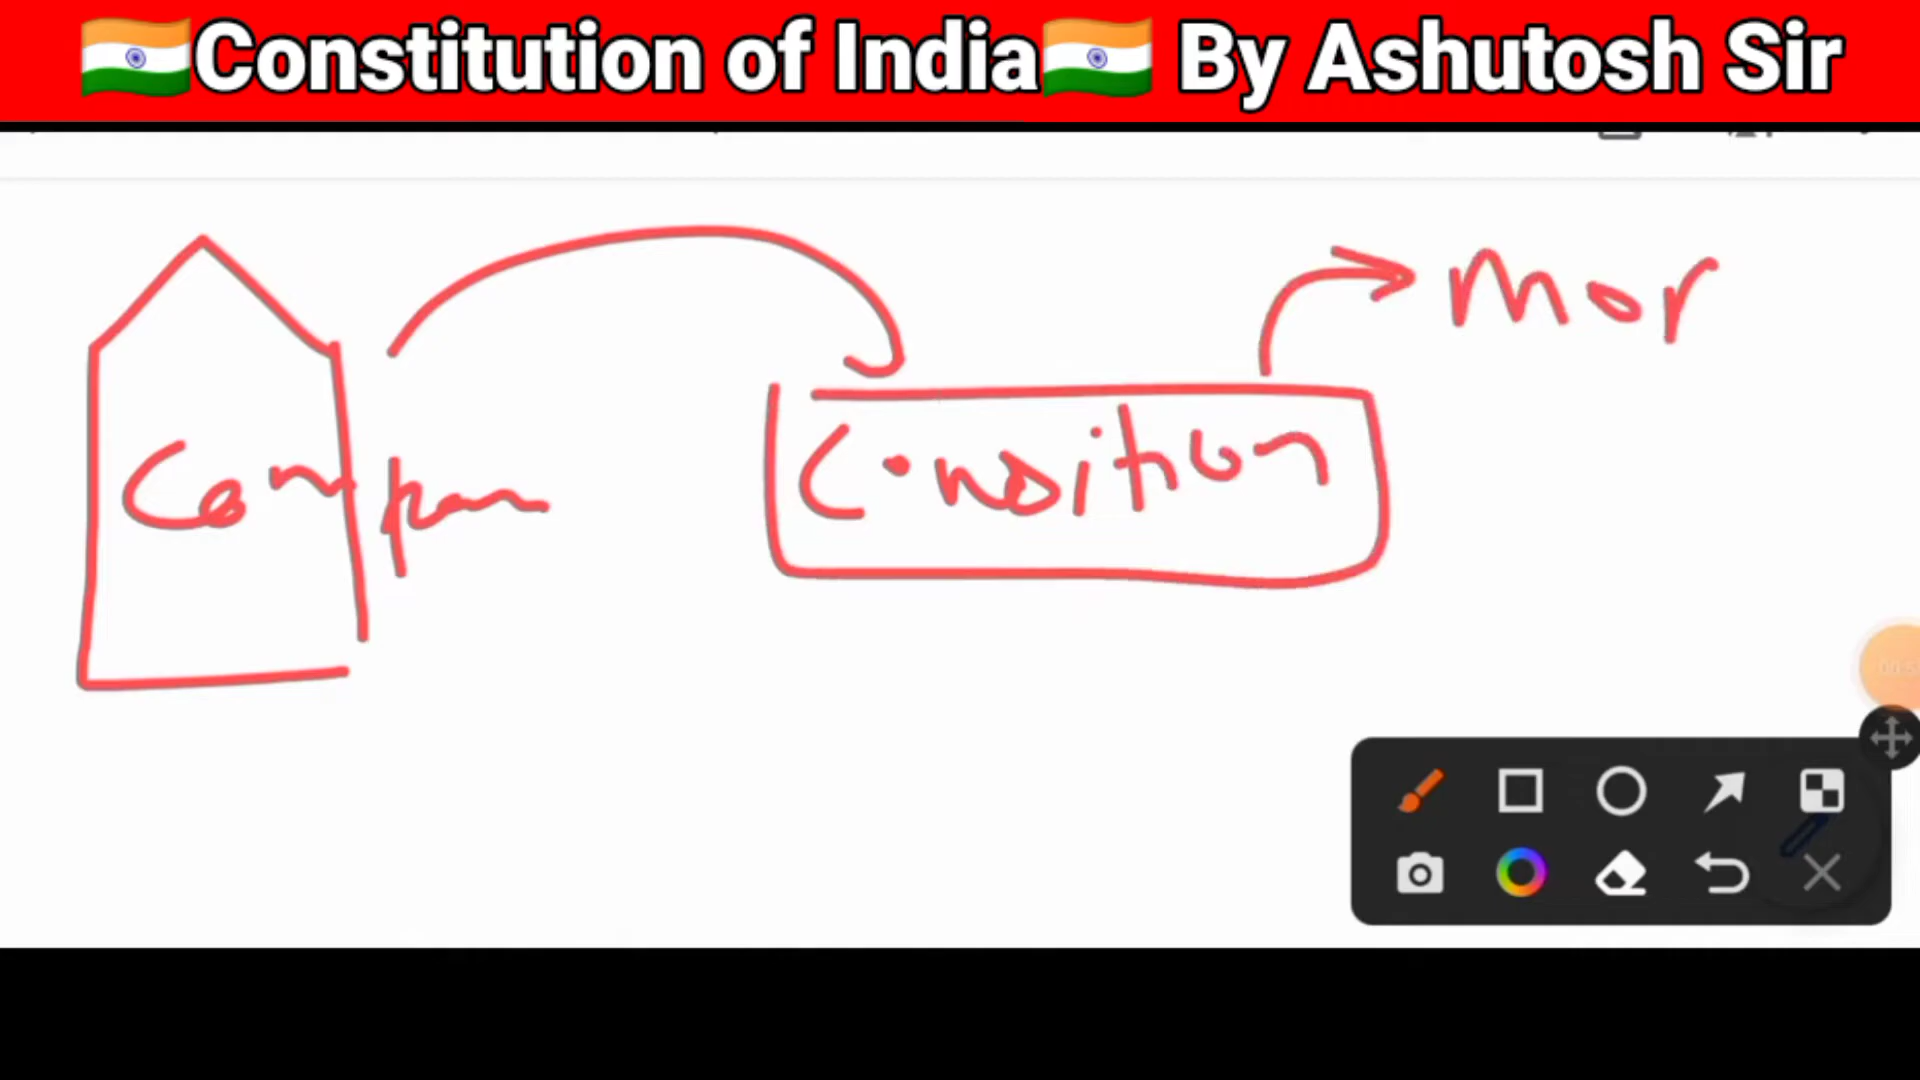 🇮🇳Constitution of India🇮🇳 By Ashutosh Sir
Mor
Condition